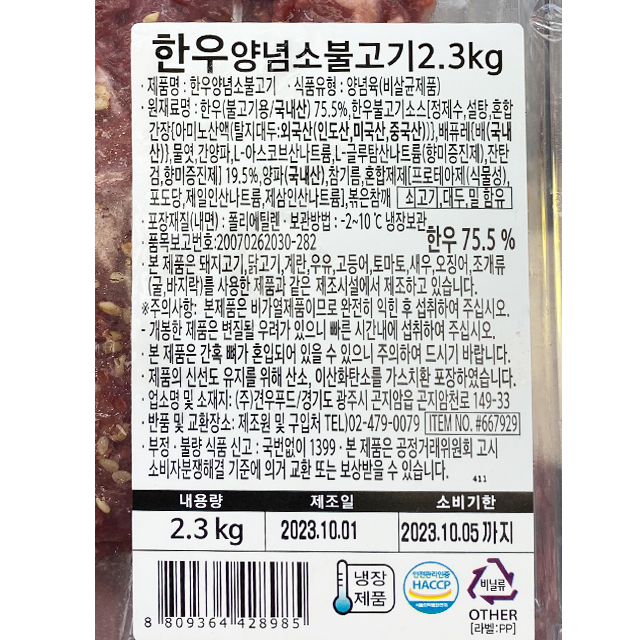 한우양념소불고기2.3kg
· 제품명 : 한우양념소불고기 · 식품유형 : 양념육(비살균제품)
· 원재료명 : 한우(불고기용/국내산) 75.5%,한우불고기소스[정제수,설탕,혼합
간장{아미노산액(탈지대두:외국산(인도산,미국산,중국산)},배퓨레{배(국내
산)},물엿,간양파,L-아스코브산나트륨,L-글루탐산나트륨(향미증진제),잔탄
검,향미증진제] 19.5%,양파(국내산),참기름,혼합제제[프로테아제(식물성),
포도당,제일인산나트륨,제삼인산나트륨],볶은참깨 쇠고기,대두,밀 함유
· 포장재질(내면) : 폴리에틸렌 · 보관방법 : -2~10℃ 냉장보관
· 품목보고번호:20070262030-282 한우 75.5 %
· 본 제품은 돼지고기,닭고기,계란,우유,고등어,토마토,새우,오징어,조개류
(굴,바지락)를 사용한 제품과 같은 제조시설에서 제조하고 있습니다.
※주의사항: 본제품은 비가열제품이므로 완전히 익힌 후 섭취하여 주십시오.
- 개봉한 제품은 변질될 우려가 있으니 빠른 시간내에 섭취하여 주십시오.
· 본 제품은 간혹 뼈가 혼입되어 있을 수 있으니 주의하여 드시기 바랍니다.
· 제품의 신선도 유지를 위해 산소, 이산화탄소를 가스치환 포장하였습니다.
· 업소명 및 소재지: (주)견우푸드/경기도 광주시 곤지암읍 곤지암천로 149-33
· 반품 및 교환장소: 제조원 및 구입처 TEL)02-479-0079 ITEM NO. #667929
· 부정 · 불량 식품 신고 : 국번없이 1399 · 본 제품은 공정거래위원회 고시
소비자분쟁해결 기준에 의거 교환 또는 보상받을 수 있습니다.
411
내용량 제조일 소비기한
2.3 kg 2023.10.01 2023.10.05 까지
냉장
제품
안전관리인증
HACCP
식품의약품안전처
비닐류
OTHER
[라벨:PP]
8 809364 428985